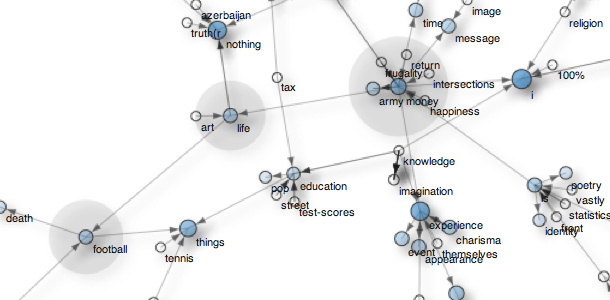 azerbaijan
truth(r
nothing
time
image
message
religion
return
frugality
intersections
100%
tax
army
money
happiness
i
art
life
knowledge
pop
education
imagination
street
test-scores
is
poetry
vastly
statistics
front
identity
death
football
things
tennis
experience
charisma
event
themselves
appearance